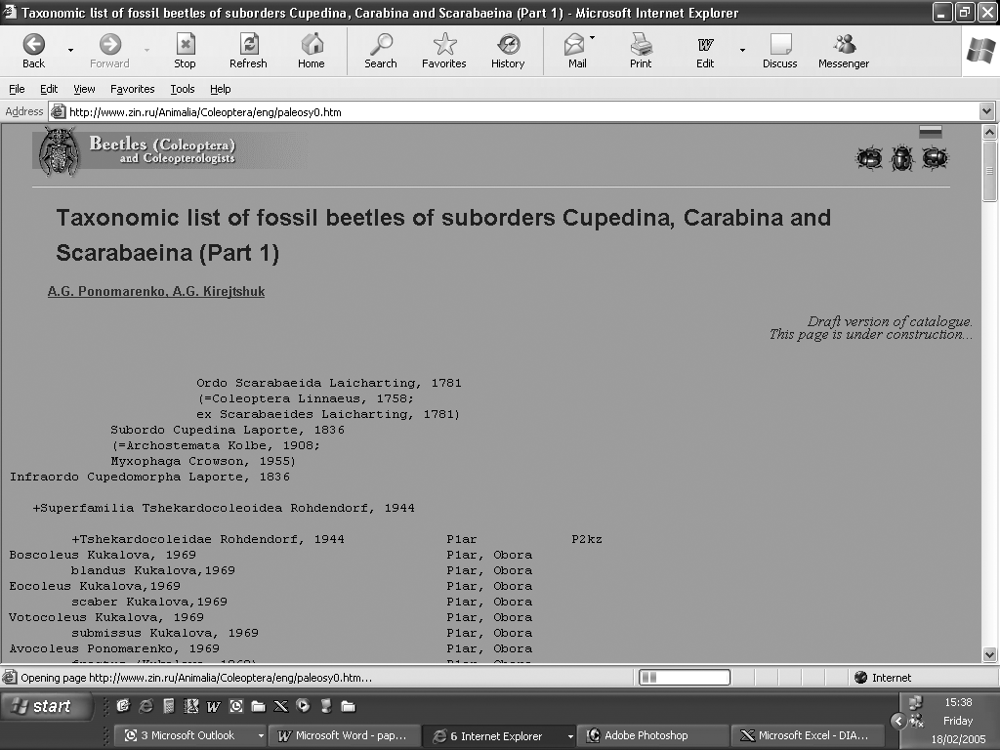 Taxonomic list of fossil beetles of suborders Cupedina, Carabina and Scarabaeina (Part 1) - Microsoft Internet Explorer
Back
Forward
Stop
Refresh
Home
Search
Favorites
History
Mail
Print
Edit
Discuss
Messenger
File Edit View Favorites Tools Help
Address http://www.zin.ru/Animalia/Coleoptera/eng/paleosy0.htm
Beetles (Coleoptera)
and Coleopterologists
Taxonomic list of fossil beetles of suborders Cupedina, Carabina and
Scarabaeina (Part 1)
A.G. Ponomarenko, A.G. Kirejtshuk
Draft version of catalogue.
This page is under construction...
Ordo Scarabaeida Laicharting, 1781
(=Coleoptera Linnaeus, 1758;
ex Scarabaeides Laicharting, 1781)
Subordo Cupedina Laporte, 1836
(=Archostemata Kolbe, 1908;
Myxophaga Crowson, 1955)
Infraordo Cupedomorpha Laporte, 1836
+Superfamilia Tshekardocoleoidea Rohdendorf, 1944
+Tshekardocoleidae Rohdendorf, 1944 P1ar P2kz
Boscoleus Kukalova, 1969 P1ar, Obora
blandus Kukalova,1969 P1ar, Obora
Eocoleus Kukalova,1969 P1ar, Obora
scaber Kukalova,1969 P1ar, Obora
Votocoleus Kukalova, 1969 P1ar, Obora
submissus Kukalova, 1969 P1ar, Obora
Avocoleus Ponomarenko, 1969 P1ar, Obora
Opening page http://www.zin.ru/Animalia/Coleoptera/eng/paleosy0.htm...
Internet
start
15:38
Friday
18/02/2005
3 Microsoft Outlook
Microsoft Word - pap...
6 Internet Explorer
Adobe Photoshop
Microsoft Excel - DIA...